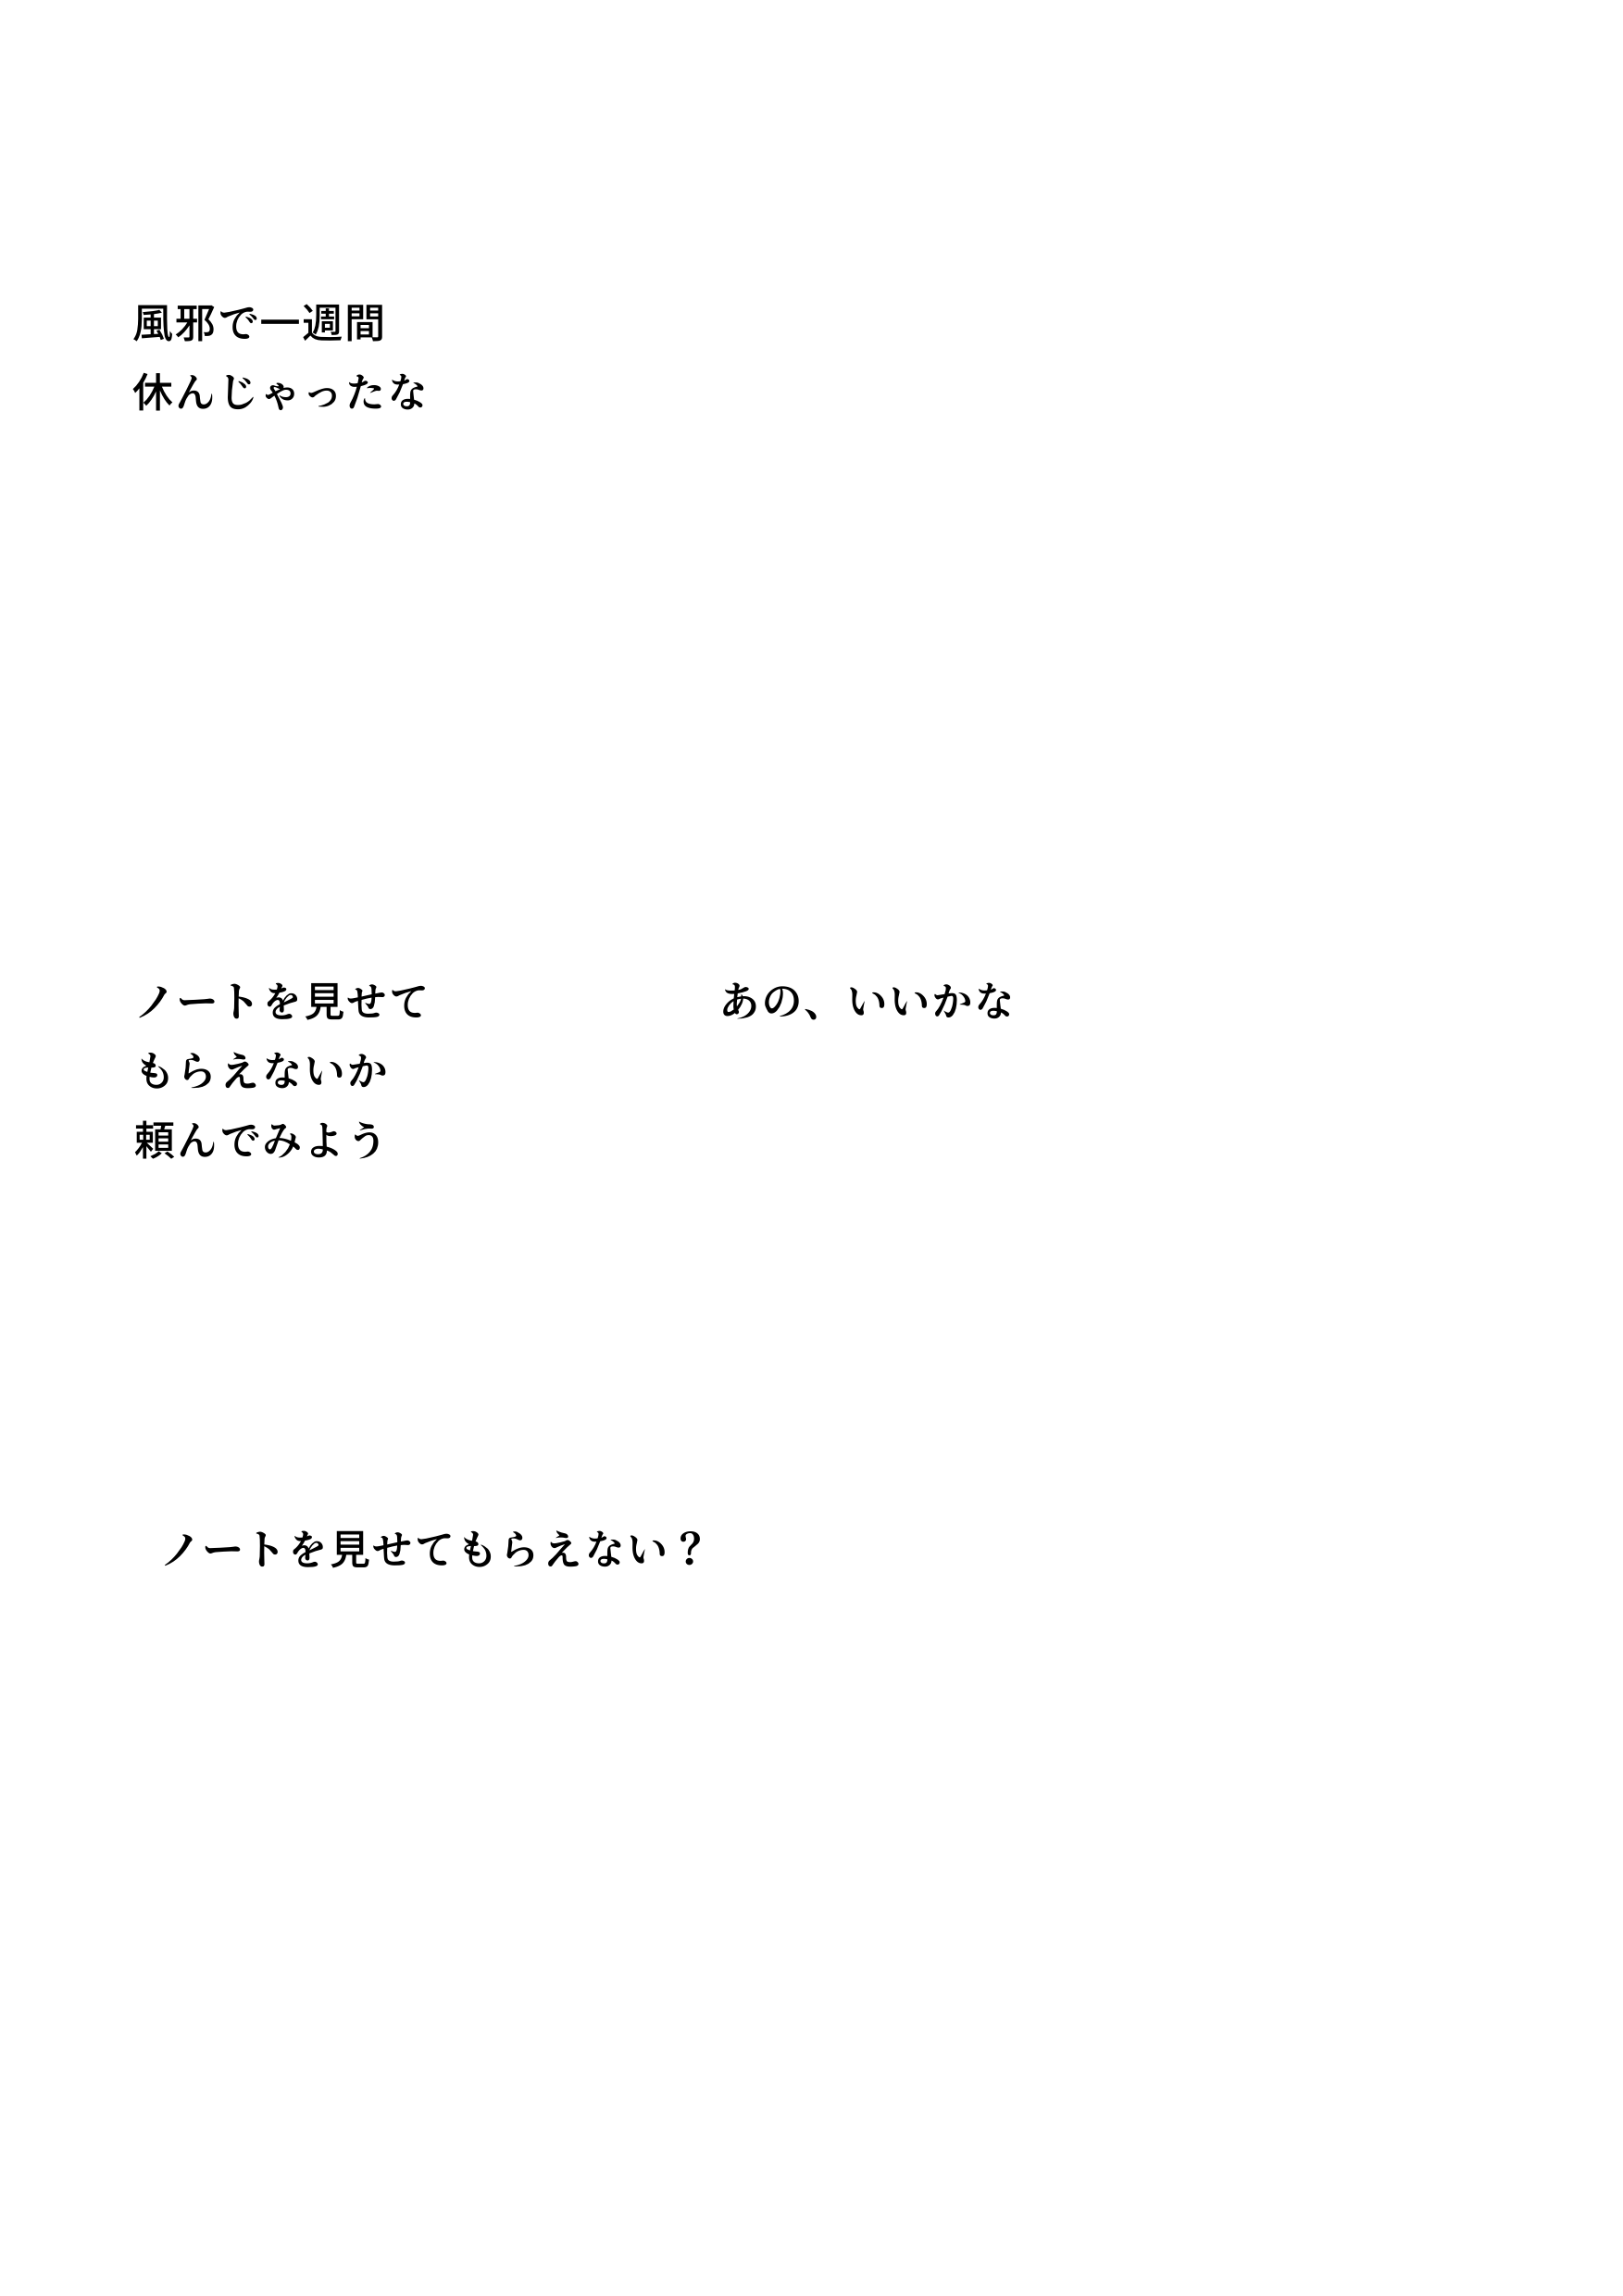 風邪で一週間
休んじゃったな
ノートを見せて
もらえないか
頼んでみよう
あの、いいかな
ノートを見せてもらえない？